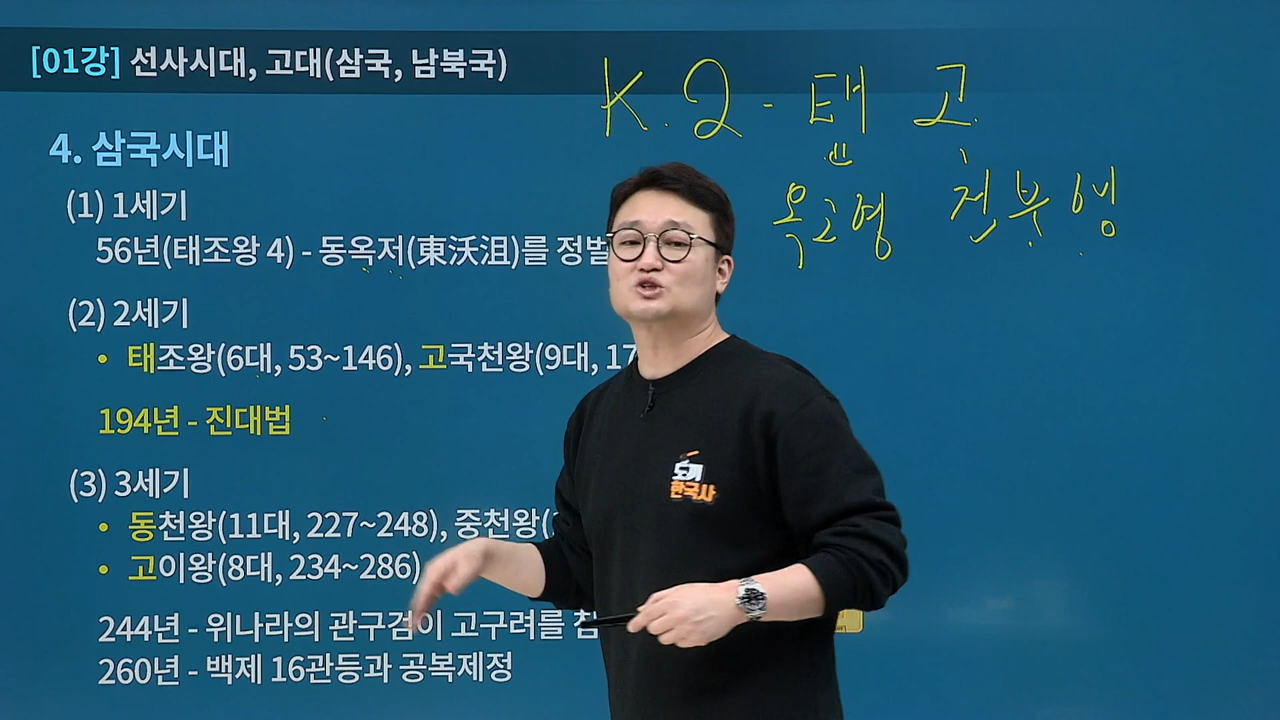 [01강] 선사시대, 고대(삼국, 남북국)
K.2 - 태 고
4. 삼국시대
옥고영 천부생
(1) 1세기
56년(태조왕 4) - 동옥저(東沃沮)를 정벌
(2) 2세기
• 태조왕(6대, 53~146), 고국천왕(9대, 17
194년 - 진대법
(3) 3세기
• 동천왕(11대, 227~248), 중천왕(
• 고이왕(8대, 234~286)
244년 - 위나라의 관구검이 고구려를 침
260년 - 백제 16관등과 공복제정
도끼
한국사